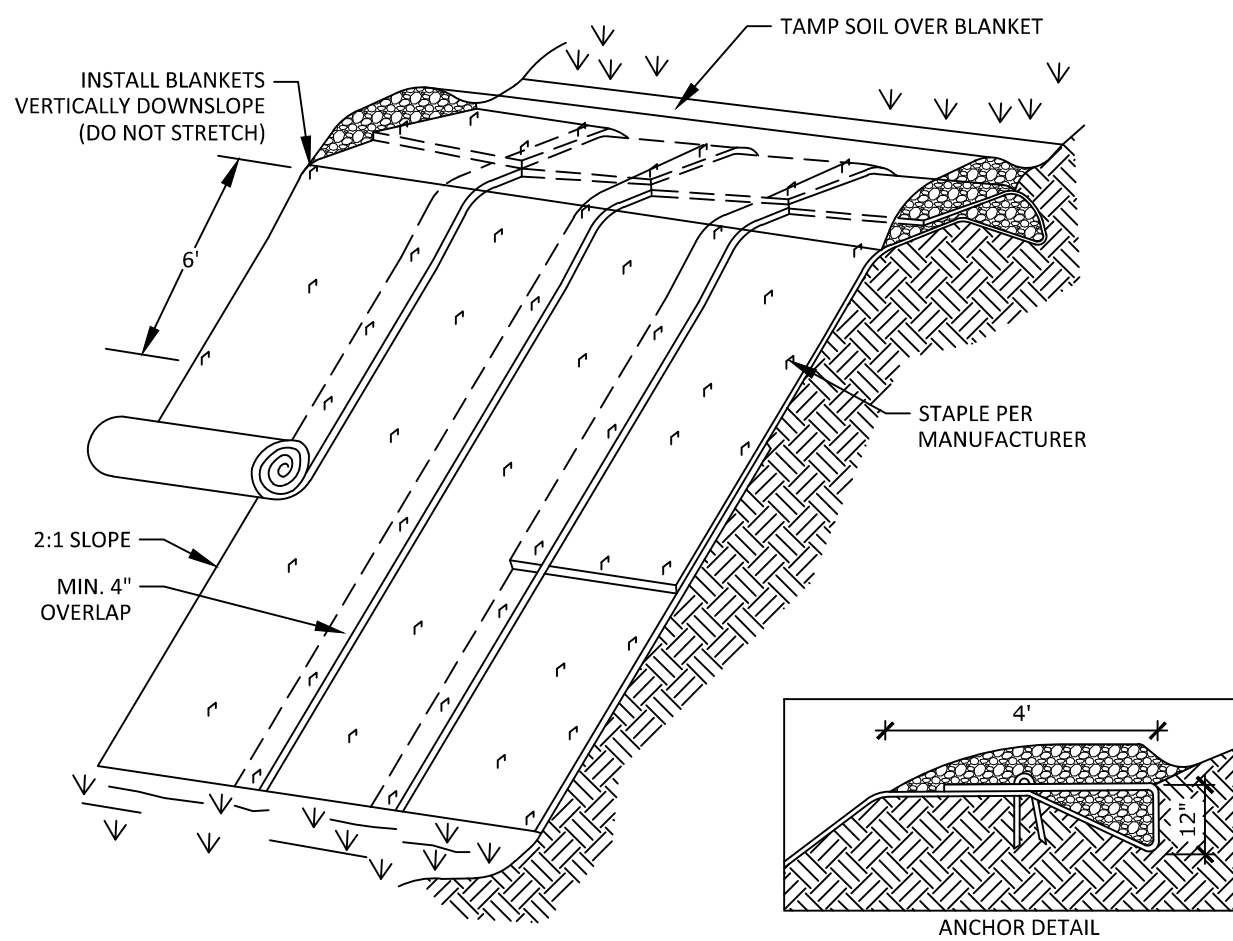 TAMP SOIL OVER BLANKET
INSTALL BLANKETS
VERTICALLY DOWNSLOPE
(DO NOT STRETCH)
6'
STAPLE PER
MANUFACTURER
2:1 SLOPE
MIN. 4"
OVERLAP
4'
12"
ANCHOR DETAIL